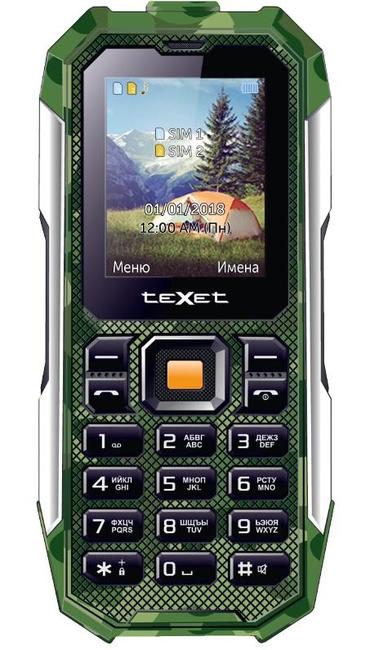 SIM 1
SIM 2
01/01/2018
12:00 AM (Пн)
Меню Имена
teXet
1
2 АБВГ ABC
3 ДЕЖЗ DEF
4 ИЙКЛ GHI
5 МНОП JKL
6 РСТУ MNO
7 ФХЦЧ PQRS
8 ШЩЪЫ TUV
9 ЬЭЮЯ WXYZ
* +
0
#